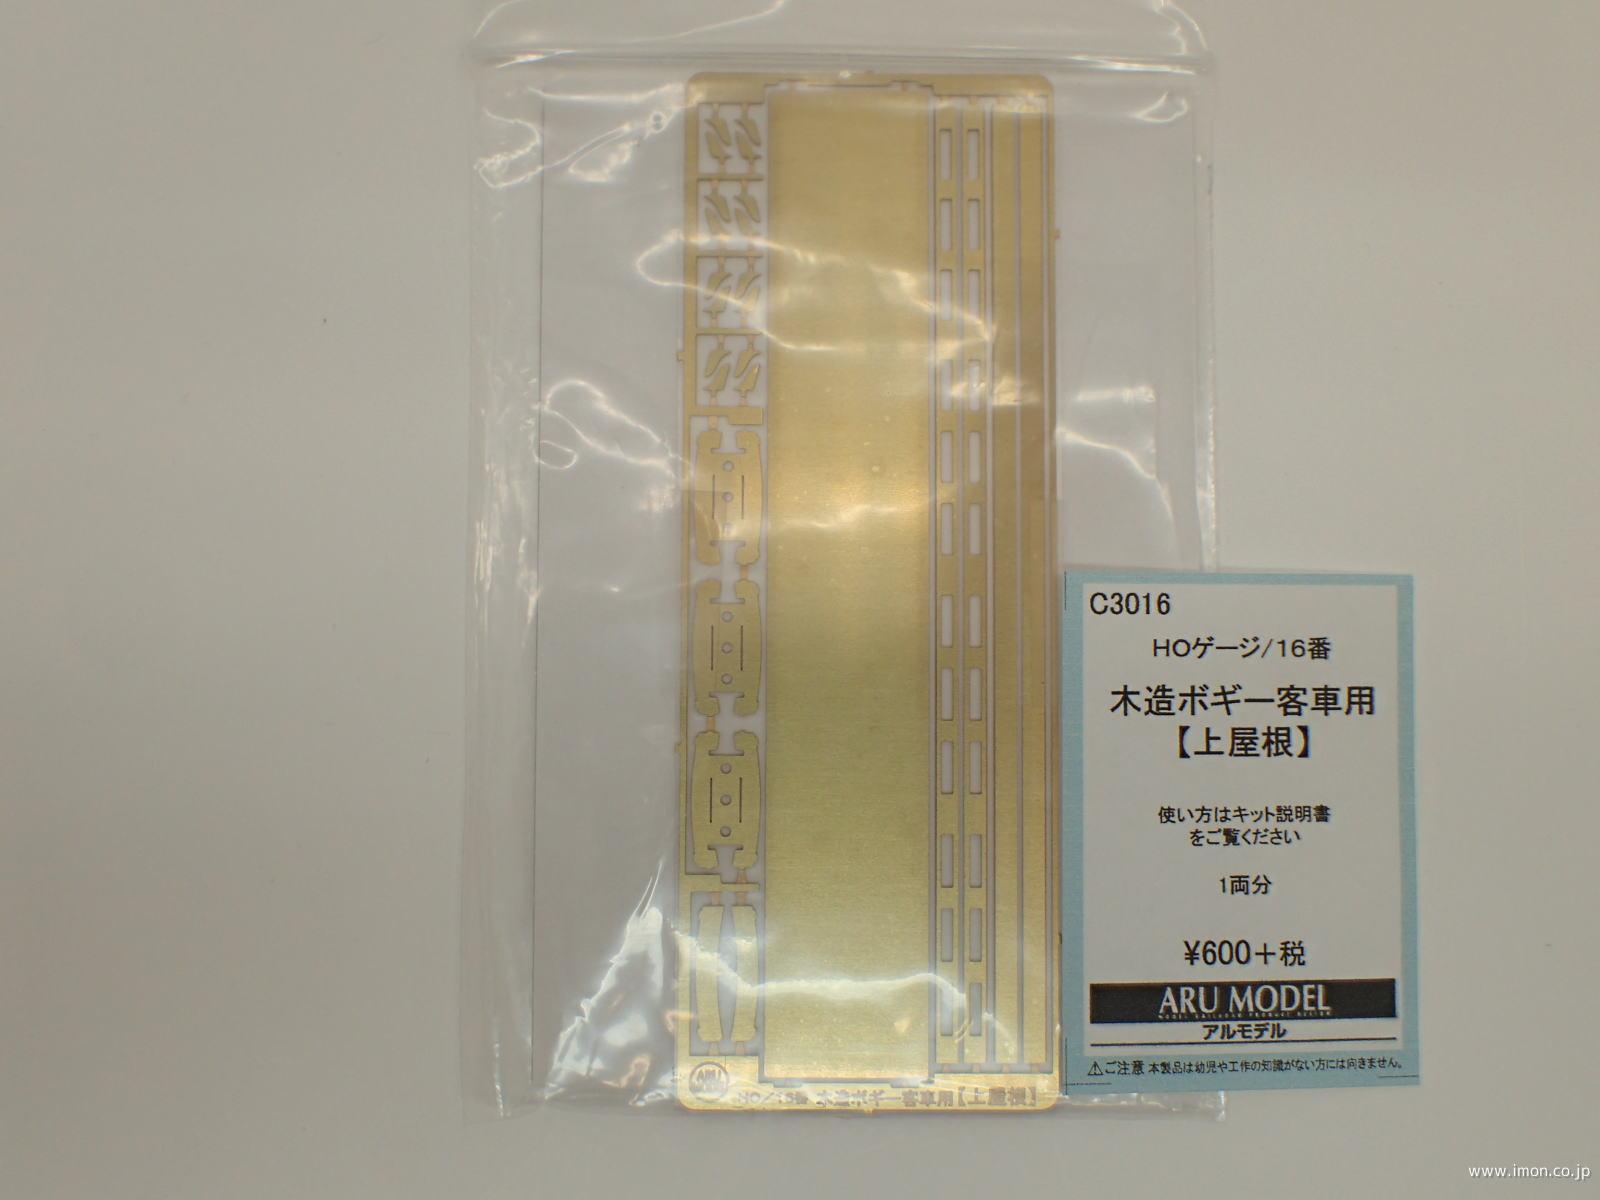 C3016
HOゲージ/16番
木造ボギー客車用
【上屋根】
使い方はキット説明書
をご覧ください
1両分
¥600+税
ARU MODEL
MODEL RAILROAD PRODUCT DESIGN
アルモデル
⚠ご注意 本製品は幼児や工作の知識がない方には向きません。
HO/16番 木造ボギー客車用【上屋根】
www.imon.co.jp